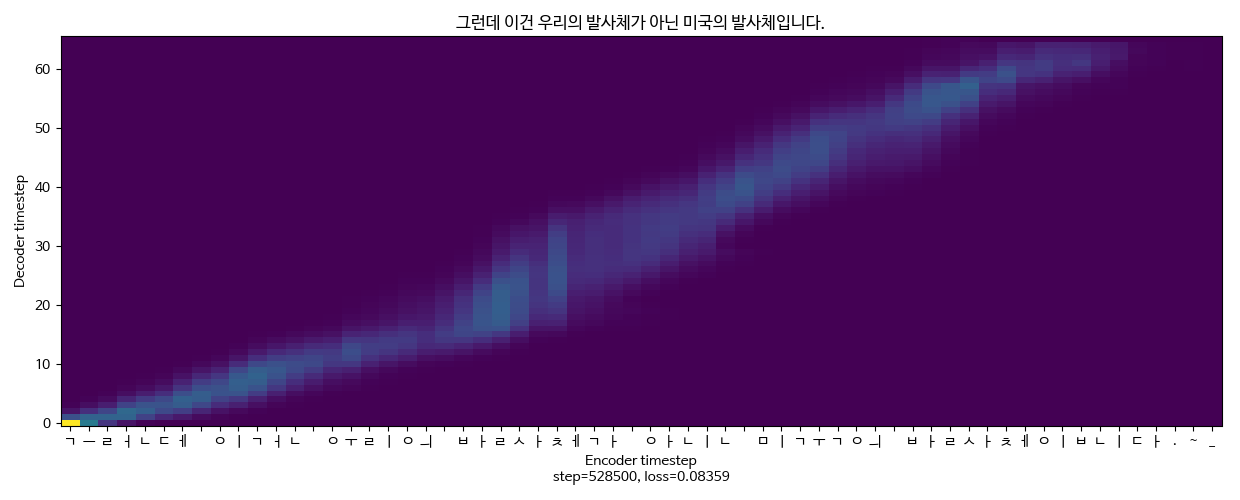 그런데 이건 우리의 발사체가 아닌 미국의 발사체입니다.
60
50
40
30
20
10
0
Decoder timestep
ㄱ ㅡ ㄹ ㅓ ㄴ ㄷ ㅔ ㅇ ㅣ ㄱ ㅓ ㄴ ㅇ ㅜ ㄹ ㅣ ㅇ ㅢ ㅂ ㅏ ㄹ ㅅ ㅏ ㅊ ㅔ ㄱ ㅏ ㅇ ㅏ ㄴ ㅣ ㄴ ㅁ ㅣ ㄱ ㅜ ㄱ ㅇ ㅢ ㅂ ㅏ ㄹ ㅅ ㅏ ㅊ ㅔ ㅇ ㅣ ㅂ ㄴ ㅣ ㄷ ㅏ . ~ _
Encoder timestep
step=528500, loss=0.08359